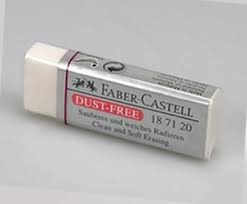 FABER-CASTELL
DUST-FREE 18 71 20
Sauberes und weiches Radieren
Clean and Soft Erasing